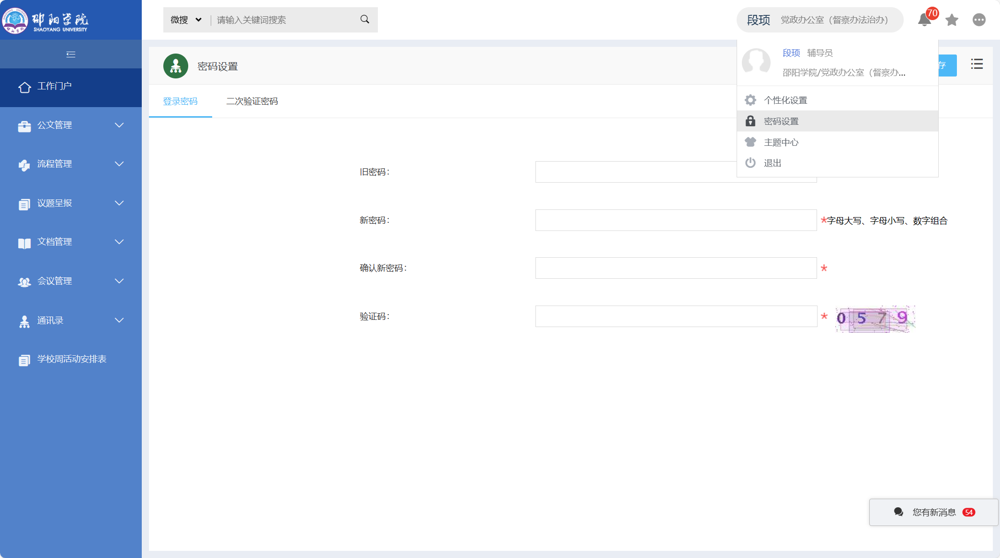 邵阳学院
SHAOYANG UNIVERSITY
微搜
请输入关键词搜索
段顼
党政办公室（督察办法治办）
70
工作门户
公文管理
流程管理
议题呈报
文档管理
会议管理
通讯录
学校周活动安排表
密码设置
存
登录密码
二次验证密码
段顼 辅导员
邵阳学院/党政办公室（督察办...
个性化设置
密码设置
主题中心
退出
旧密码：
新密码：
*字母大写、字母小写、数字组合
确认新密码：
*
验证码：
*
0 5 7 9
您有新消息 54